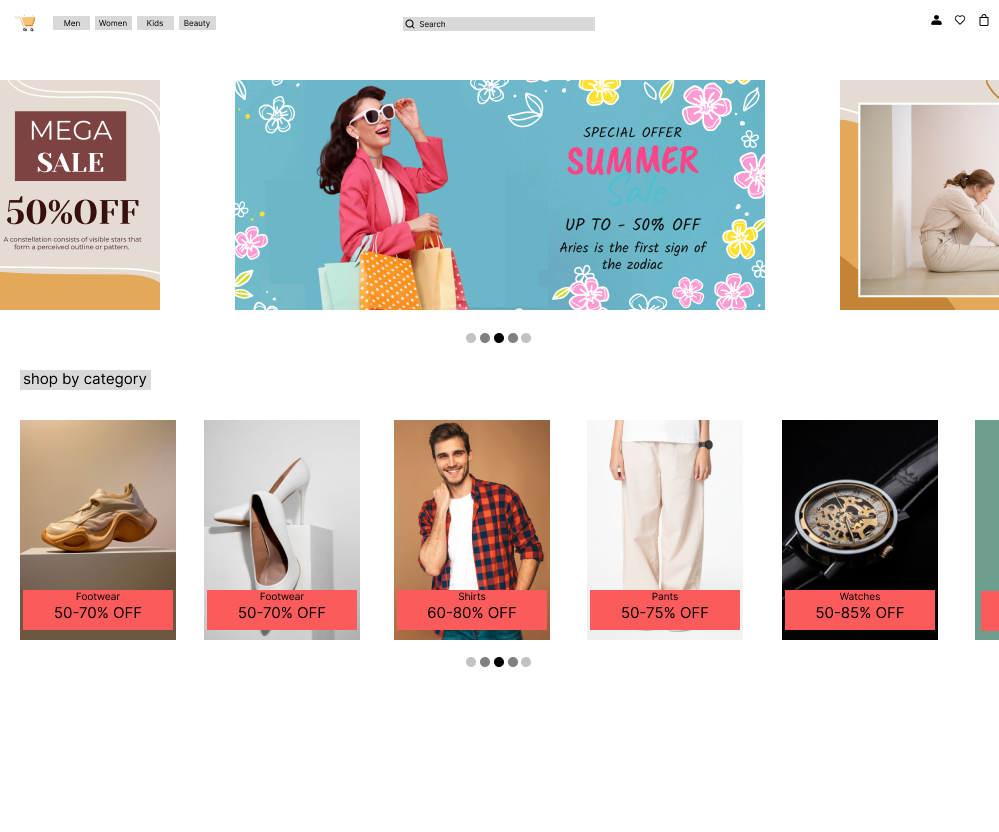 Men
Women
Kids
Beauty
Search
MEGA
SALE
50%OFF
A constellation consists of visible stars that
form a perceived outline or pattern.
SPECIAL OFFER
SUMMER
Sale
UP TO - 50% OFF
Aries is the first sign of
the zodiac
shop by category
Footwear
50-70% OFF
Footwear
50-70% OFF
Shirts
60-80% OFF
Pants
50-75% OFF
Watches
50-85% OFF